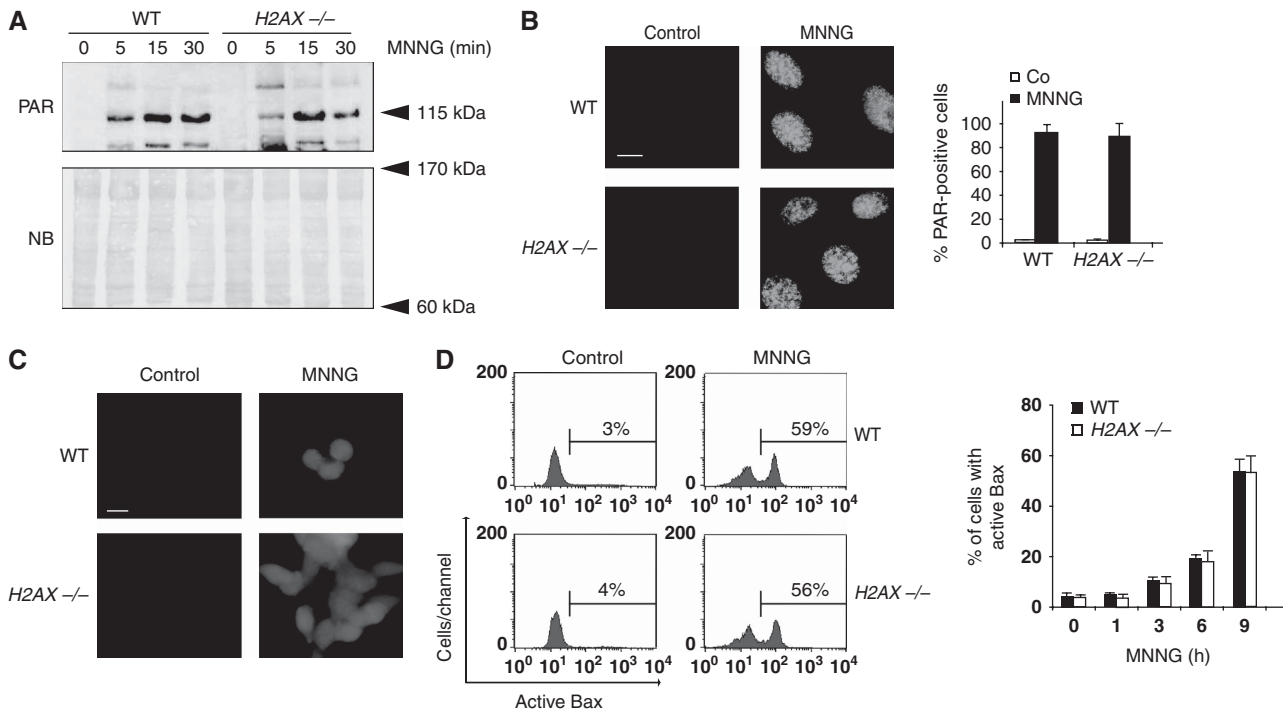 A
WT H2AX –/–
0 5 15 30 0 5 15 30 MNNG (min)
PAR
115 kDa
170 kDa
NB
60 kDa
B
Control MNNG
WT
H2AX –/–
Co
MNNG
% PAR-positive cells
100
80
60
40
20
0
WT H2AX –/–
C
Control MNNG
WT
H2AX –/–
D
Control MNNG
200 200
3% 59% WT
0 0
10⁰ 10¹ 10² 10³ 10⁴ 10⁰ 10¹ 10² 10³ 10⁴
200 200
4% 56% H2AX –/–
0 0
10⁰ 10¹ 10² 10³ 10⁴ 10⁰ 10¹ 10² 10³ 10⁴
Cells/channel
Active Bax
WT
H2AX –/–
% of cells with
active Bax
80
60
40
20
0
0 1 3 6 9
MNNG (h)